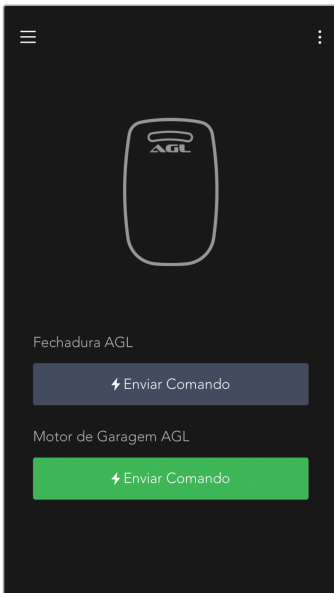 AGL
Fechadura AGL
Enviar Comando
Motor de Garagem AGL
Enviar Comando